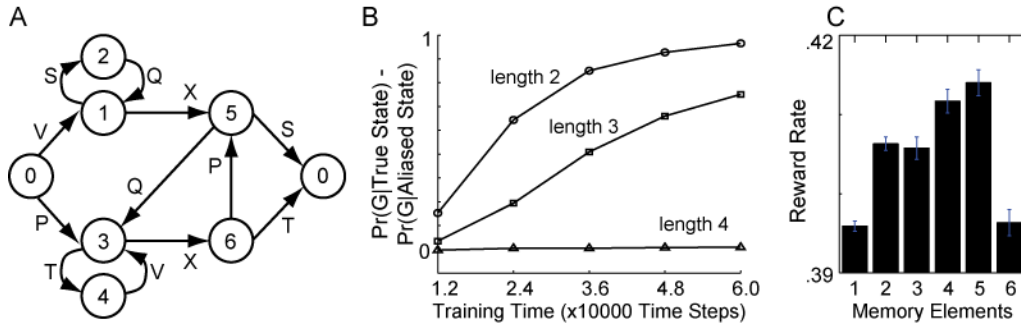 A
2
S
Q
1
X
5
V
S
0
Q
P
0
P
T
3
X
6
T
V
4
B
1
Pr(G|True State) -
Pr(G|Aliased State)
0
length 2
length 3
length 4
1.2 2.4 3.6 4.8 6.0
Training Time (x10000 Time Steps)
C
.42
Reward Rate
.39
1 2 3 4 5 6
Memory Elements